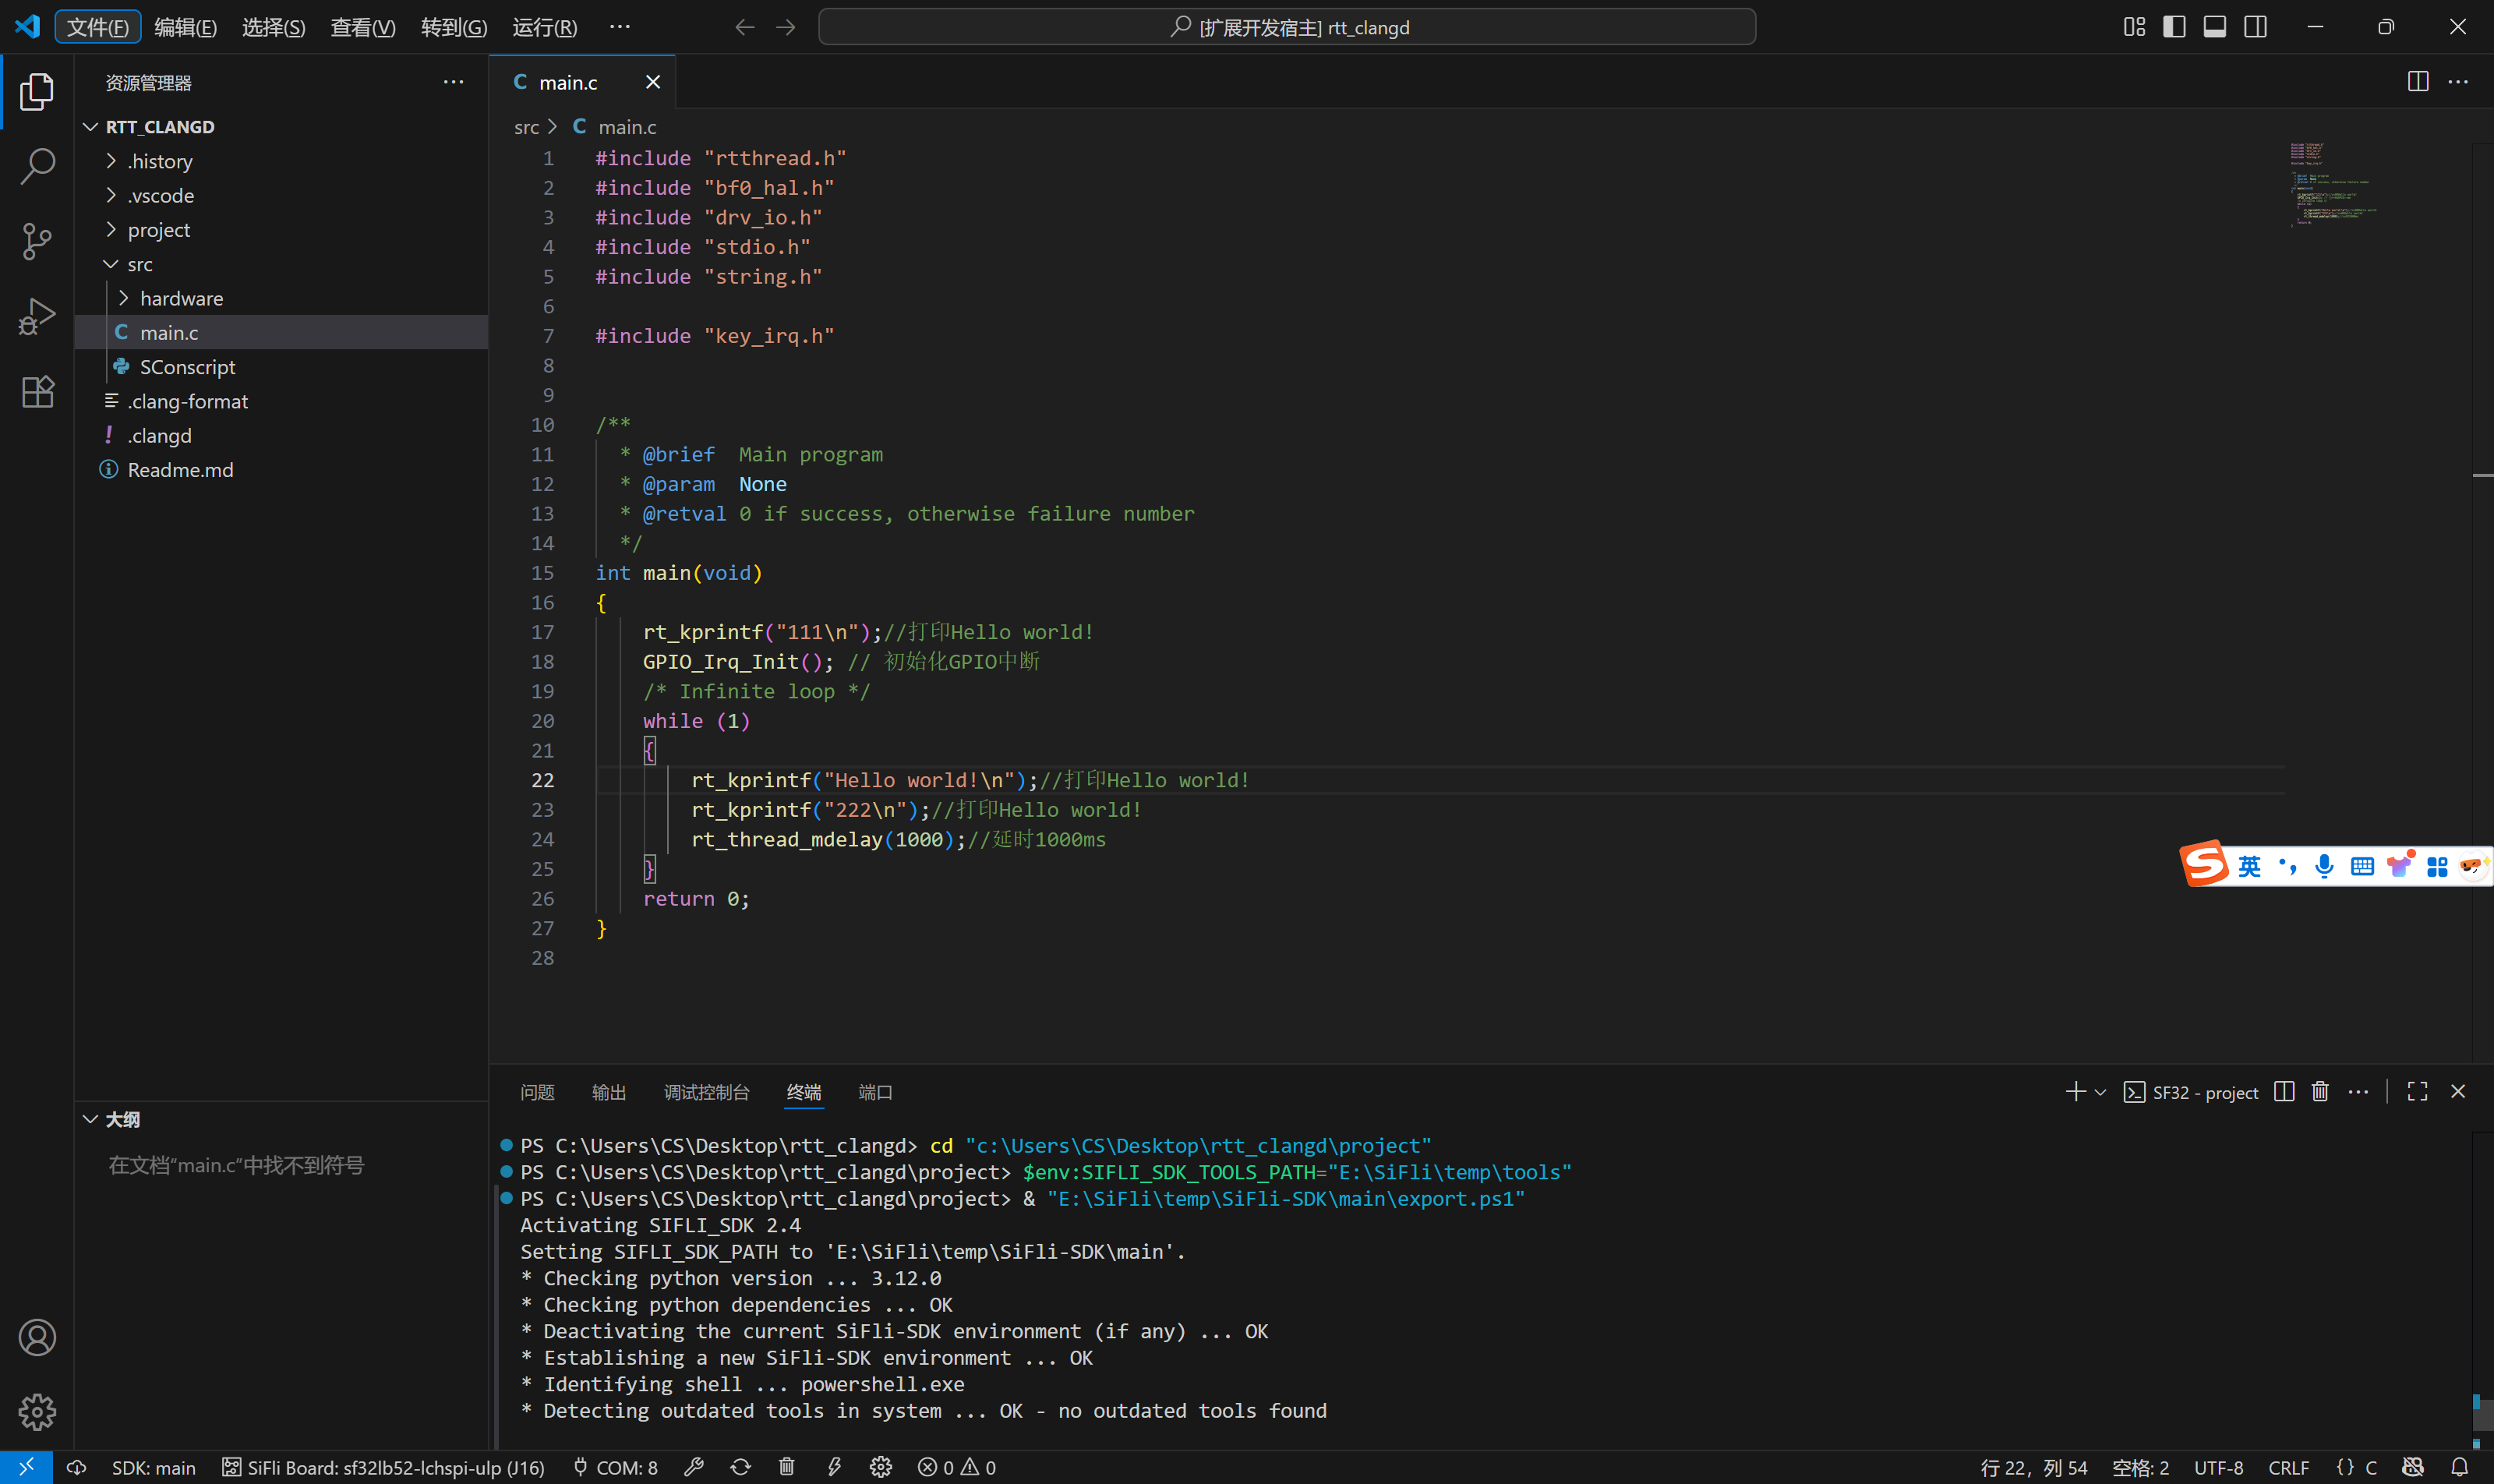 文件(F) 编辑(E) 选择(S) 查看(V) 转到(G) 运行(R) ···
[扩展开发宿主] rtt_clangd
资源管理器
RTT_CLANGD
.history
.vscode
project
src
hardware
C main.c
SConscript
.clang-format
! .clangd
Readme.md
大纲
在文档“main.c”中找不到符号
C main.c
src > C main.c
1 #include "rtthread.h"
2 #include "bf0_hal.h"
3 #include "drv_io.h"
4 #include "stdio.h"
5 #include "string.h"
6
7 #include "key_irq.h"
8
9
10 /**
11 * @brief  Main program
12 * @param  None
13 * @retval 0 if success, otherwise failure number
14 */
15 int main(void)
16 {
17 rt_kprintf("111\n");//打印Hello world!
18 GPIO_Irq_Init(); // 初始化GPIO中断
19 /* Infinite loop */
20 while (1)
21 {
22 rt_kprintf("Hello world!\n");//打印Hello world!
23 rt_kprintf("222\n");//打印Hello world!
24 rt_thread_mdelay(1000);//延时1000ms
25 }
26 return 0;
27 }
28
英
问题 输出 调试控制台 终端 端口
SF32 - project
PS C:\Users\CS\Desktop\rtt_clangd> cd "c:\Users\CS\Desktop\rtt_clangd\project"
PS C:\Users\CS\Desktop\rtt_clangd\project> $env:SIFLI_SDK_TOOLS_PATH="E:\SiFli\temp\tools"
PS C:\Users\CS\Desktop\rtt_clangd\project> & "E:\SiFli\temp\SiFli-SDK\main\export.ps1"
Activating SIFLI_SDK 2.4
Setting SIFLI_SDK_PATH to 'E:\SiFli\temp\SiFli-SDK\main'.
* Checking python version ... 3.12.0
* Checking python dependencies ... OK
* Deactivating the current SiFli-SDK environment (if any) ... OK
* Establishing a new SiFli-SDK environment ... OK
* Identifying shell ... powershell.exe
* Detecting outdated tools in system ... OK - no outdated tools found
SDK: main SiFli Board: sf32lb52-lchspi-ulp (J16) COM: 8 0 0 行 22，列 54 空格: 2 UTF-8 CRLF {} C